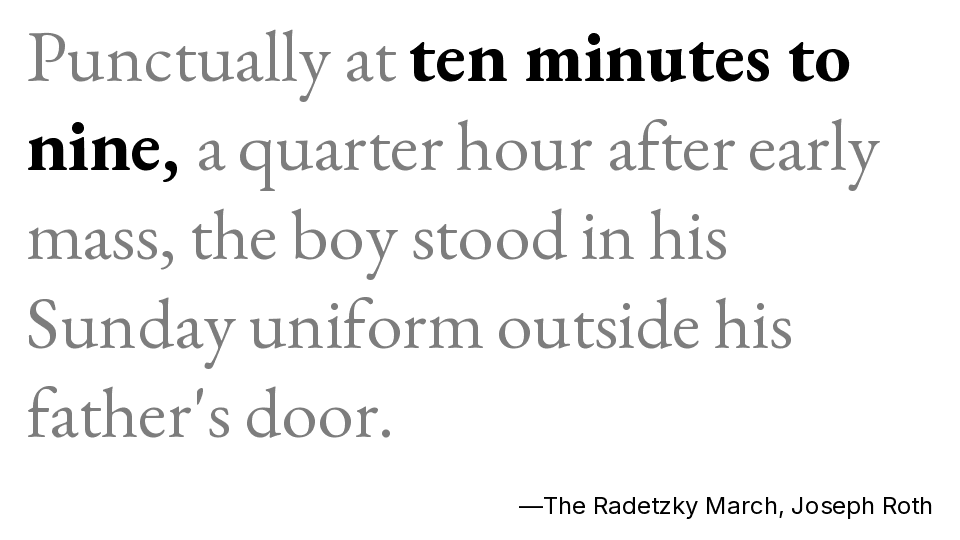 Punctually at ten minutes to
nine, a quarter hour after early
mass, the boy stood in his
Sunday uniform outside his
father's door.
—The Radetzky March, Joseph Roth